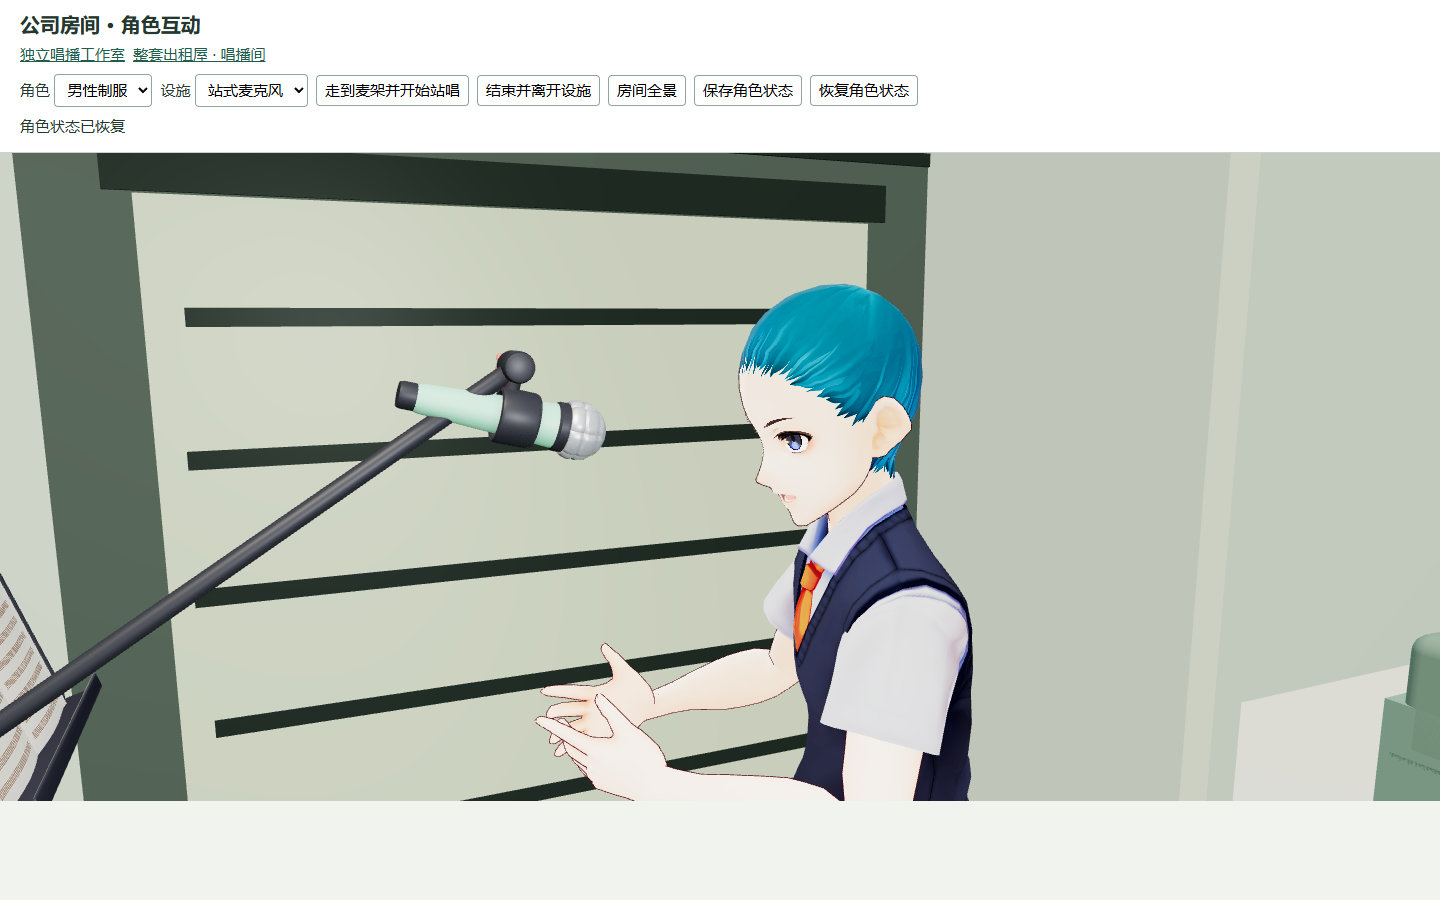 公司房间・角色互动
独立唱播工作室 整套出租屋 · 唱播间
角色 男性制服 设施 站式麦克风 走到麦架并开始站唱 结束并离开设施 房间全景 保存角色状态 恢复角色状态
角色状态已恢复